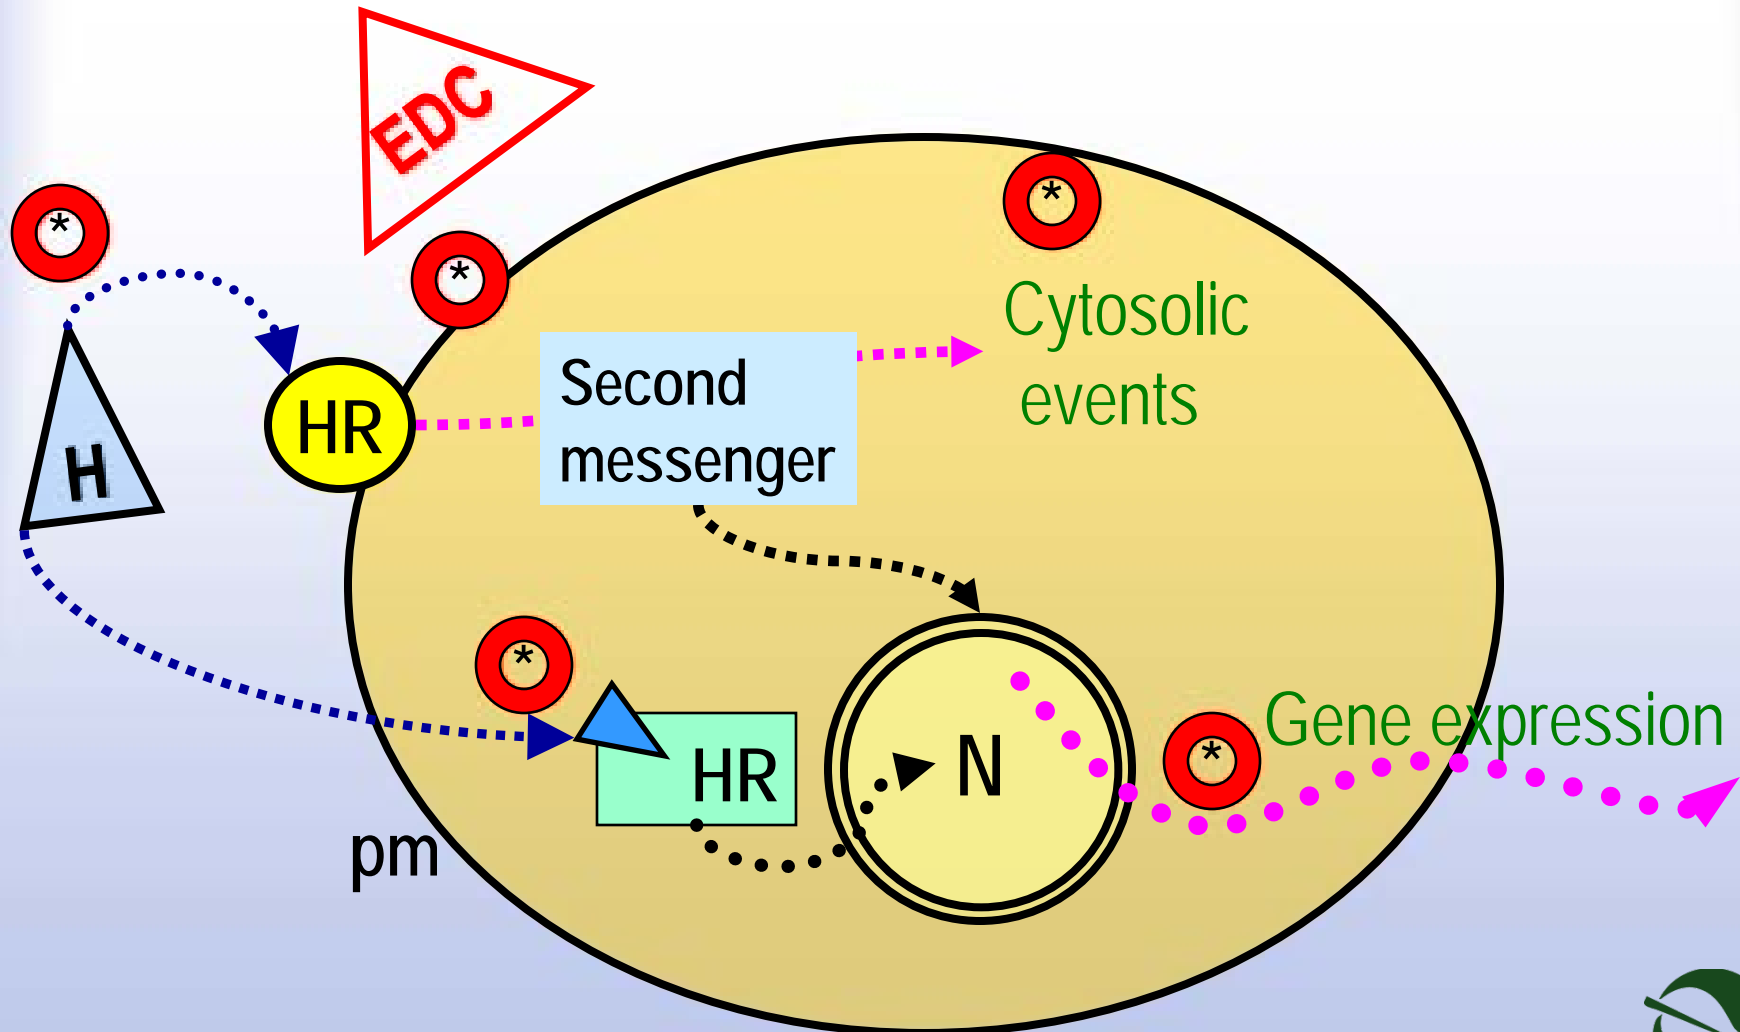 EDC
*
*
*
Cytosolic
events
Second
messenger
HR
H
*
HR
N
*
Gene expression
pm